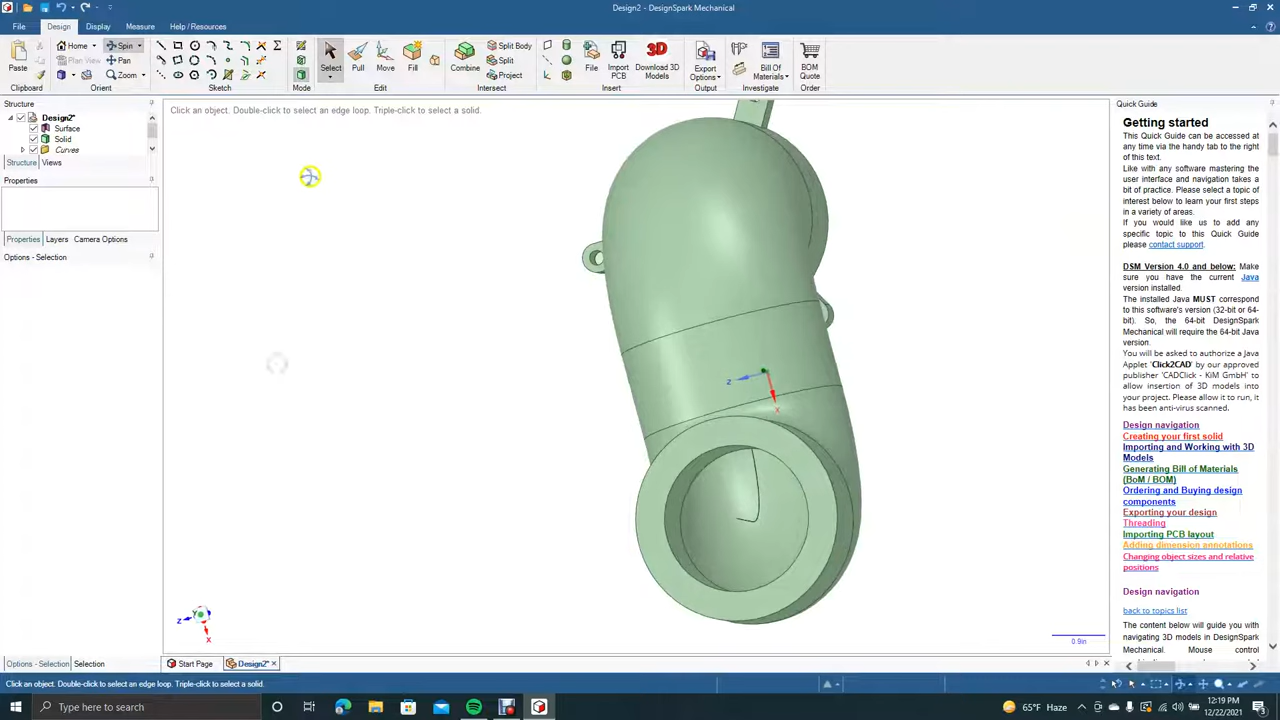 Design2 - DesignSpark Mechanical
File Design Display Measure Help / Resources
Paste
Home
Spin
Plan View
Pan
Zoom
Select
Pull
Move
Fill
Combine
Split Body
Split
Project
File
Import PCB
Download 3D Models
Export Options
Bill of Materials
BOM Quote
Clipboard Orient Sketch Mode Edit Intersect Insert Output Investigate Order
Structure
Design2*
Surface
Solid
Curves
Structure Views
Properties
Properties Layers Camera Options
Options - Selection
Click an object. Double-click to select an edge loop. Triple-click to select a solid.
z
x
Y
z
x
0.9in
Quick Guide
Getting started
This Quick Guide can be accessed at
any time via the handy tab to the right
of this text.
Like with any software mastering the
user interface and navigation takes a
bit of practice. Please select a topic of
interest below to learn your first steps
in a variety of areas.
If you would like us to add any
specific topic to this Quick Guide
please contact support.
DSM Version 4.0 and below: Make
sure you have the current Java
version installed.
The installed Java MUST correspond
to this software's version (32-bit or 64-
bit). So, the 64-bit DesignSpark
Mechanical will require the 64-bit Java
version.
You will be asked to authorize a Java
Applet 'Click2CAD' by our approved
publisher 'CADClick - KiM GmbH' to
allow insertion of 3D models into
your project. Please allow it to run, it
has been anti-virus scanned.
Design navigation
Creating your first solid
Importing and Working with 3D
Models
Generating Bill of Materials
(BoM / BOM)
Ordering and Buying design
components
Exporting your design
Threading
Importing PCB layout
Adding dimension annotations
Changing object sizes and relative
positions
Design navigation
back to topics list
The content below will guide you with
navigating 3D models in DesignSpark
Mechanical. Mouse control
Options - Selection Selection
Start Page Design2*
Click an object. Double-click to select an edge loop. Triple-click to select a solid.
Type here to search
65°F Haze
12:19 PM
12/22/2021
3